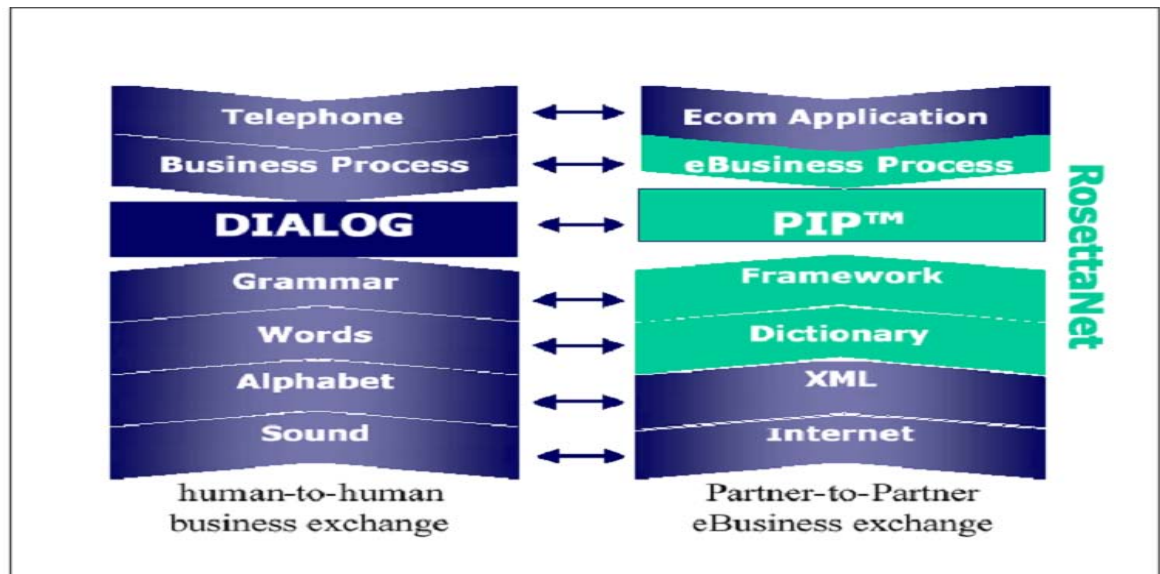 Telephone
Business Process
DIALOG
Grammar
Words
Alphabet
Sound
human-to-human
business exchange
Ecom Application
eBusiness Process
PIP™
Framework
Dictionary
XML
Internet
Partner-to-Partner
eBusiness exchange
RosettaNet